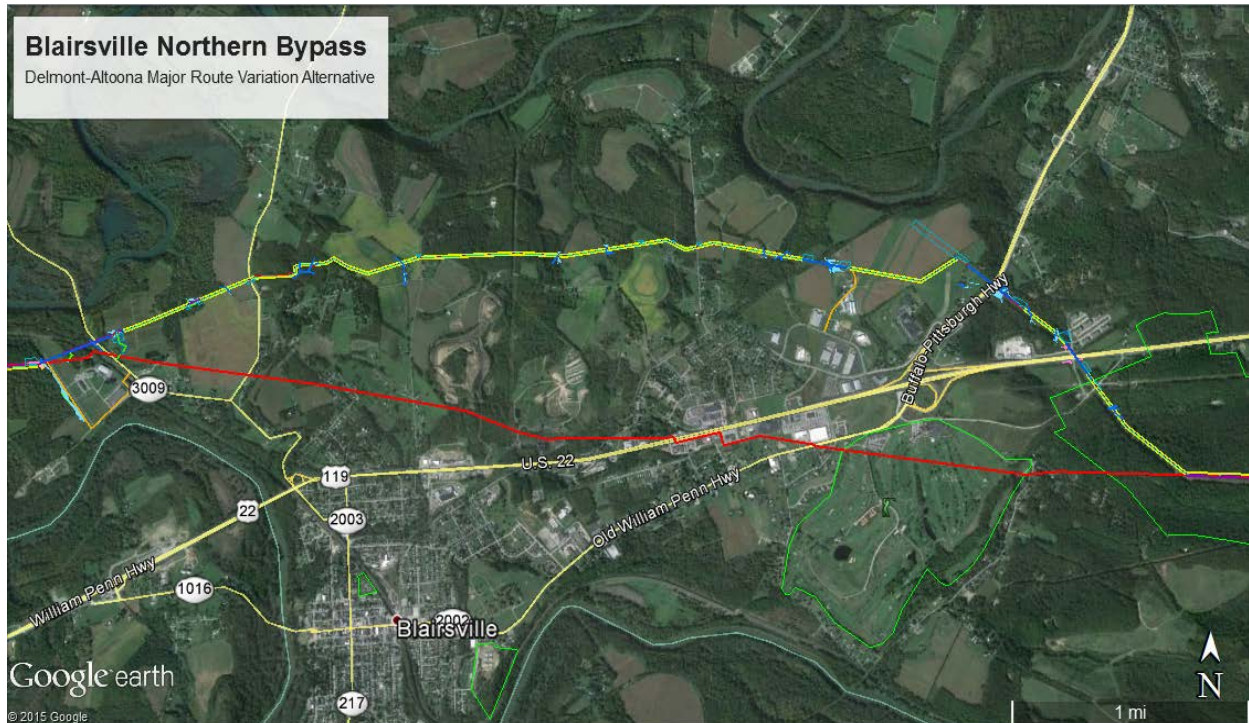 Blairsville Northern Bypass
Delmont-Altoona Major Route Variation Alternative
Buffalo-Pittsburgh Hwy
3009
U.S. 22
119
22
2003
Old William Penn Hwy
William Penn Hwy
1016
2002
Blairsville
217
Google earth
N
© 2015 Google
1 mi